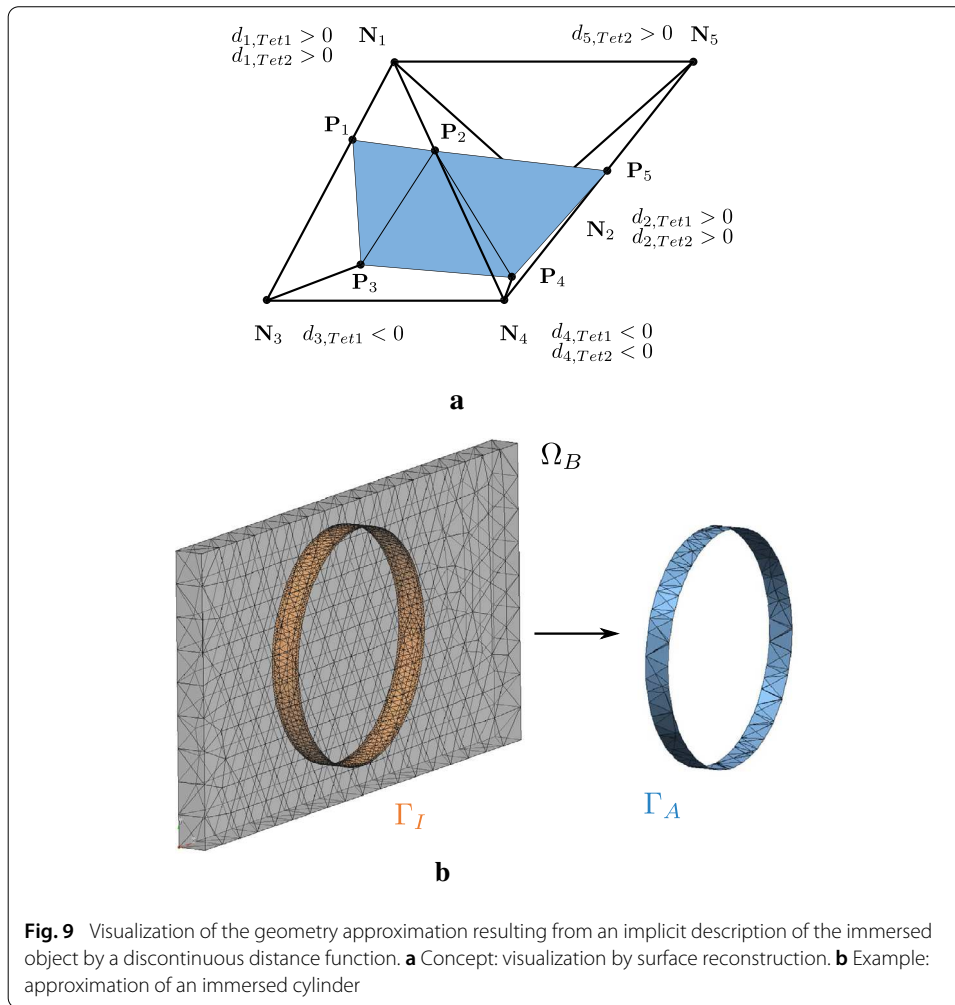 d₁,Tet1 > 0 N₁ d₅,Tet2 > 0 N₅
d₁,Tet2 > 0
P₁ P₂
P₅
N₂ d₂,Tet1 > 0
d₂,Tet2 > 0
P₃ P₄
N₃ d₃,Tet1 < 0 N₄ d₄,Tet1 < 0
d₄,Tet2 < 0
a
Ω_B
Γ_I Γ_A
b
Fig. 9 Visualization of the geometry approximation resulting from an implicit description of the immersed
object by a discontinuous distance function. a Concept: visualization by surface reconstruction. b Example:
approximation of an immersed cylinder